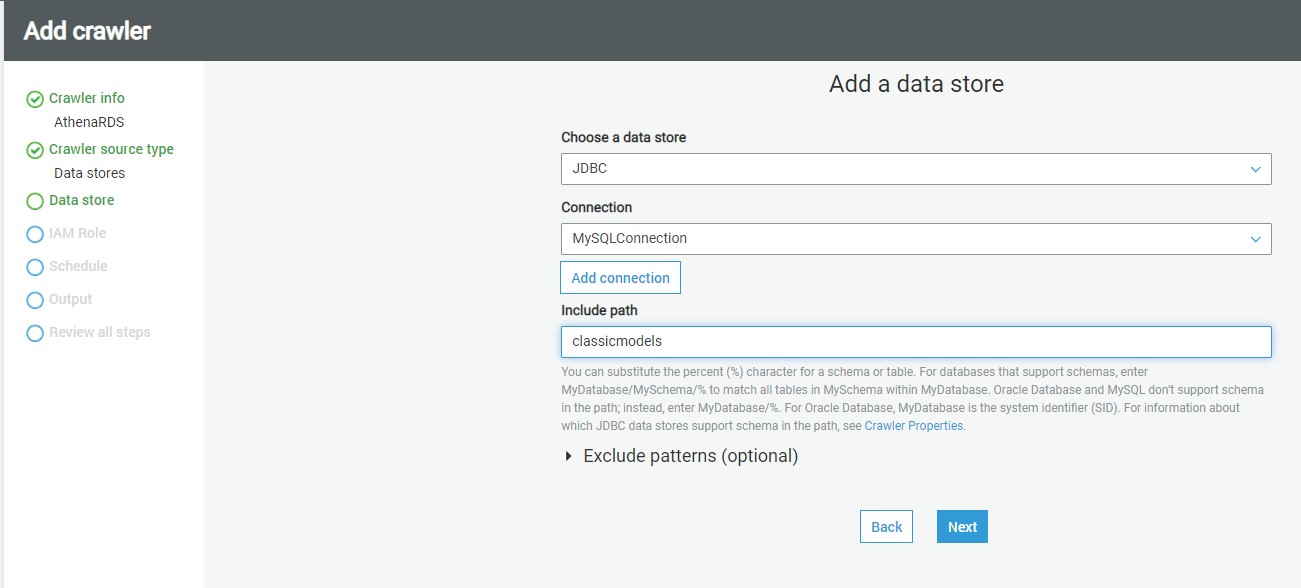 Add crawler
Crawler info
AthenaRDS
Crawler source type
Data stores
Data store
IAM Role
Schedule
Output
Review all steps
Add a data store
Choose a data store
JDBC
Connection
MySQLConnection
Add connection
Include path
classicmodels
You can substitute the percent (%) character for a schema or table. For databases that support schemas, enter
MyDatabase/MySchema/% to match all tables in MySchema within MyDatabase. Oracle Database and MySQL don't support schema
in the path; instead, enter MyDatabase/%. For Oracle Database, MyDatabase is the system identifier (SID). For information about
which JDBC data stores support schema in the path, see Crawler Properties.
Exclude patterns (optional)
Back Next